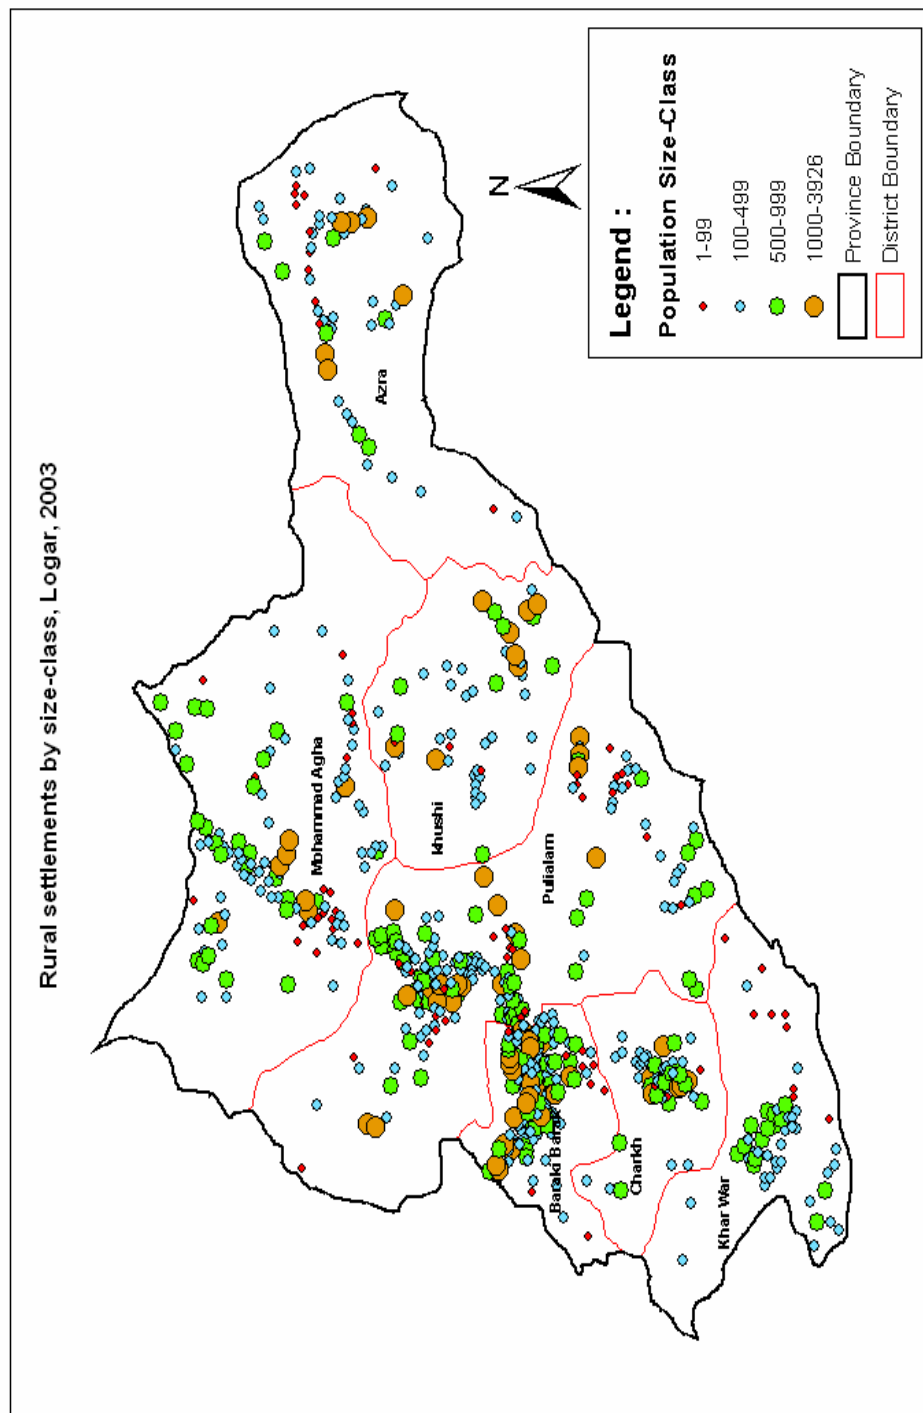 Rural settlements by size-class, Logar, 2003
N
Azra
Mohammad Agha
khushi
Pulialam
Baraki Barak
Charkh
Khar War
Legend :
Population Size-Class
1-99
100-499
500-999
1000-3926
Province Boundary
District Boundary